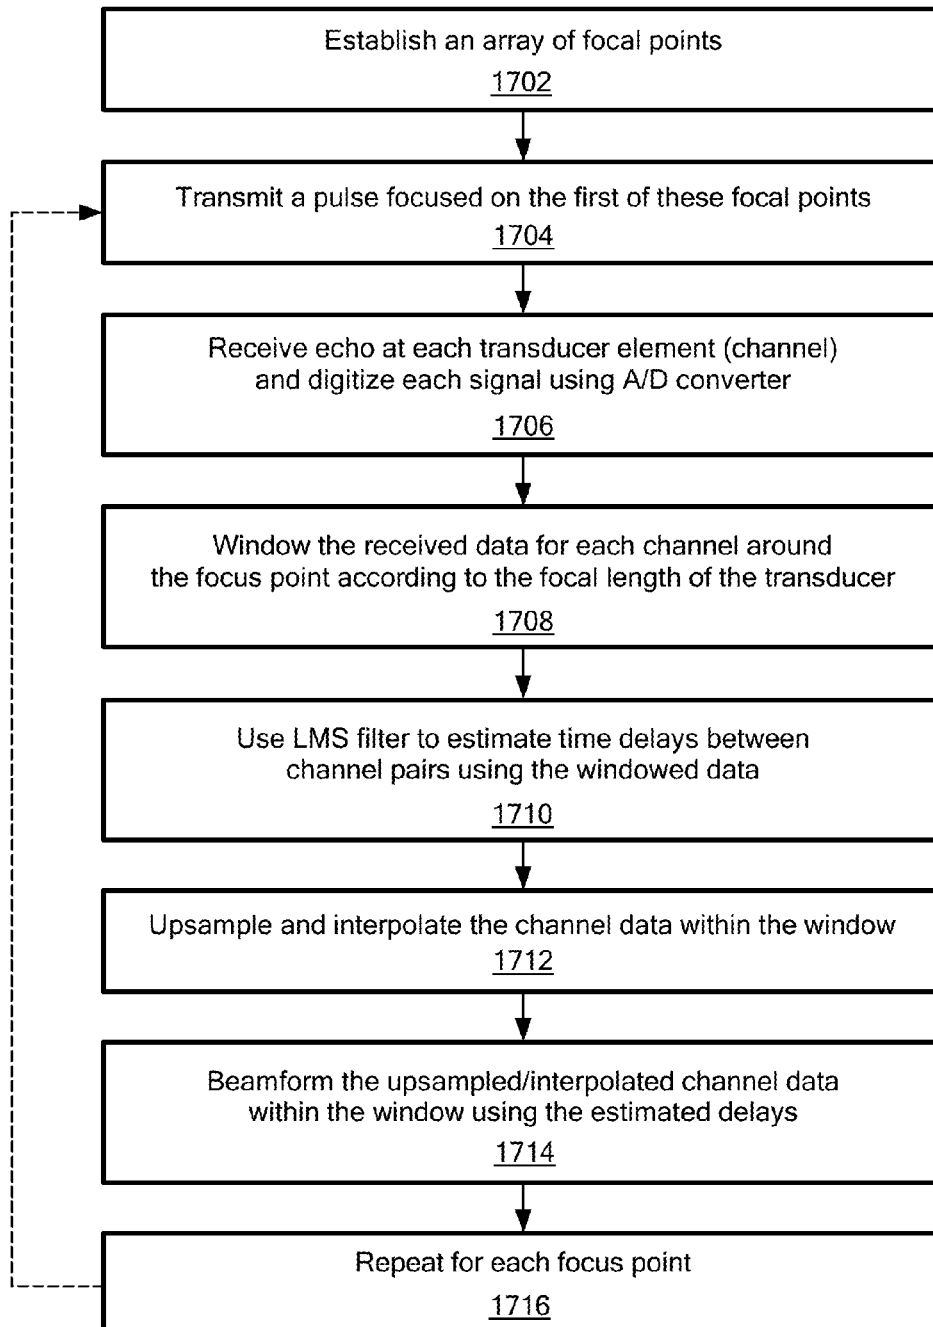 Establish an array of focal points
1702
Transmit a pulse focused on the first of these focal points
1704
Receive echo at each transducer element (channel)
and digitize each signal using A/D converter
1706
Window the received data for each channel around
the focus point according to the focal length of the transducer
1708
Use LMS filter to estimate time delays between
channel pairs using the windowed data
1710
Upsample and interpolate the channel data within the window
1712
Beamform the upsampled/interpolated channel data
within the window using the estimated delays
1714
Repeat for each focus point
1716